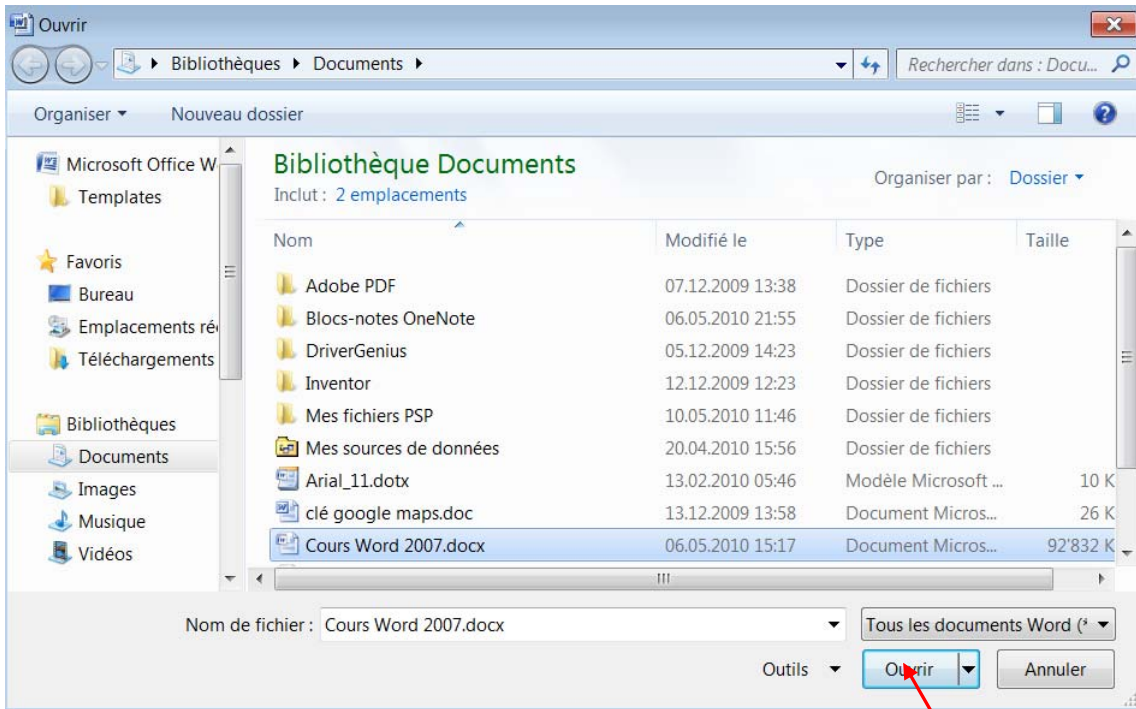 Ouvrir
Bibliothèques Documents Rechercher dans : Docu...
Organiser Nouveau dossier
Microsoft Office W
Templates
Favoris
Bureau
Emplacements ré
Téléchargements
Bibliothèques
Documents
Images
Musique
Vidéos
Bibliothèque Documents
Inclut : 2 emplacements
Organiser par : Dossier
Nom Modifié le Type Taille
Adobe PDF 07.12.2009 13:38 Dossier de fichiers
Blocs-notes OneNote 06.05.2010 21:55 Dossier de fichiers
DriverGenius 05.12.2009 14:23 Dossier de fichiers
Inventor 12.12.2009 12:23 Dossier de fichiers
Mes fichiers PSP 10.05.2010 11:46 Dossier de fichiers
Mes sources de données 20.04.2010 15:56 Dossier de fichiers
Arial_11.dotx 13.02.2010 05:46 Modèle Microsoft ... 10 K
clé google maps.doc 13.12.2009 13:58 Document Micros... 26 K
Cours Word 2007.docx 06.05.2010 15:17 Document Micros... 92'832 K
Nom de fichier : Cours Word 2007.docx Tous les documents Word (*
Outils Ouvrir Annuler